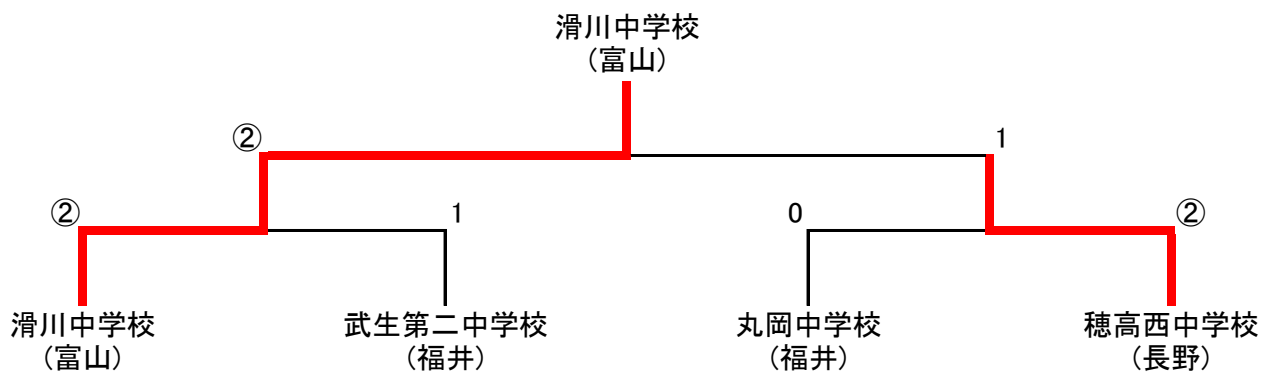 滑川中学校
(富山)
②
1
②
1
0
②
滑川中学校
(富山)
武生第二中学校
(福井)
丸岡中学校
(福井)
穂高西中学校
(長野)